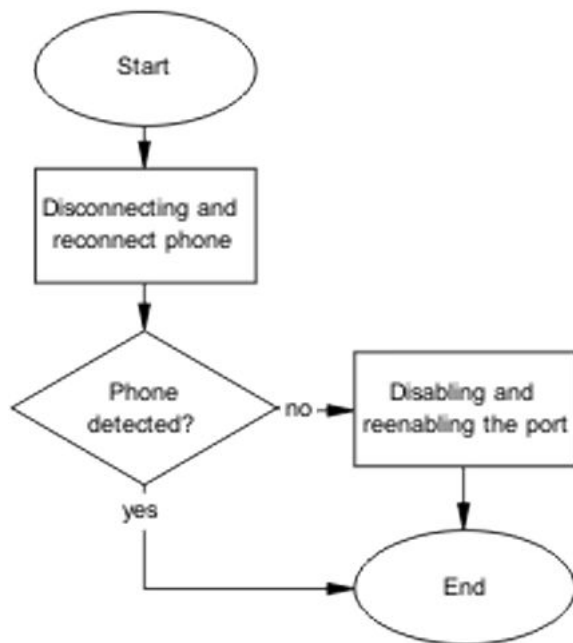 Start
Disconnecting and
reconnect phone
Phone
detected?
no
Disabling and
reenabling the port
yes
End